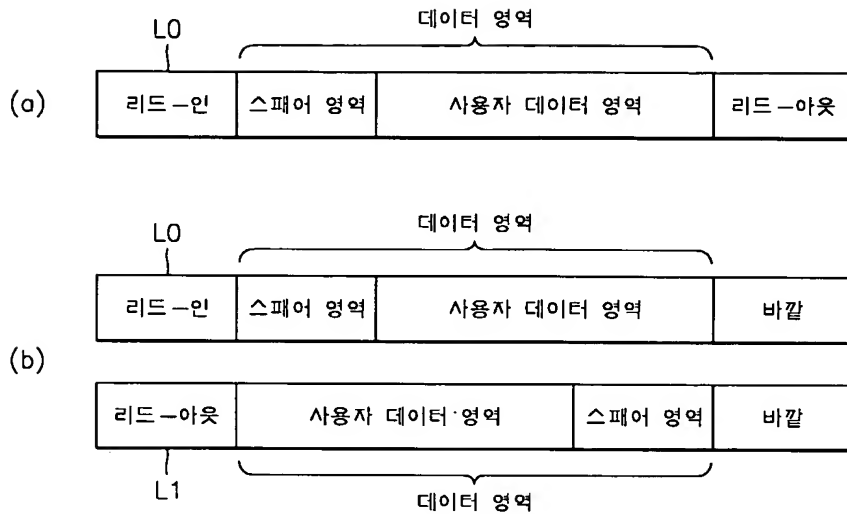 데이터 영역
L0
(a)
리드-인 스패어 영역 사용자 데이터 영역 리드-아웃
데이터 영역
L0
리드-인 스패어 영역 사용자 데이터 영역 바깥
(b)
리드-아웃 사용자 데이터 영역 스패어 영역 바깥
L1
데이터 영역